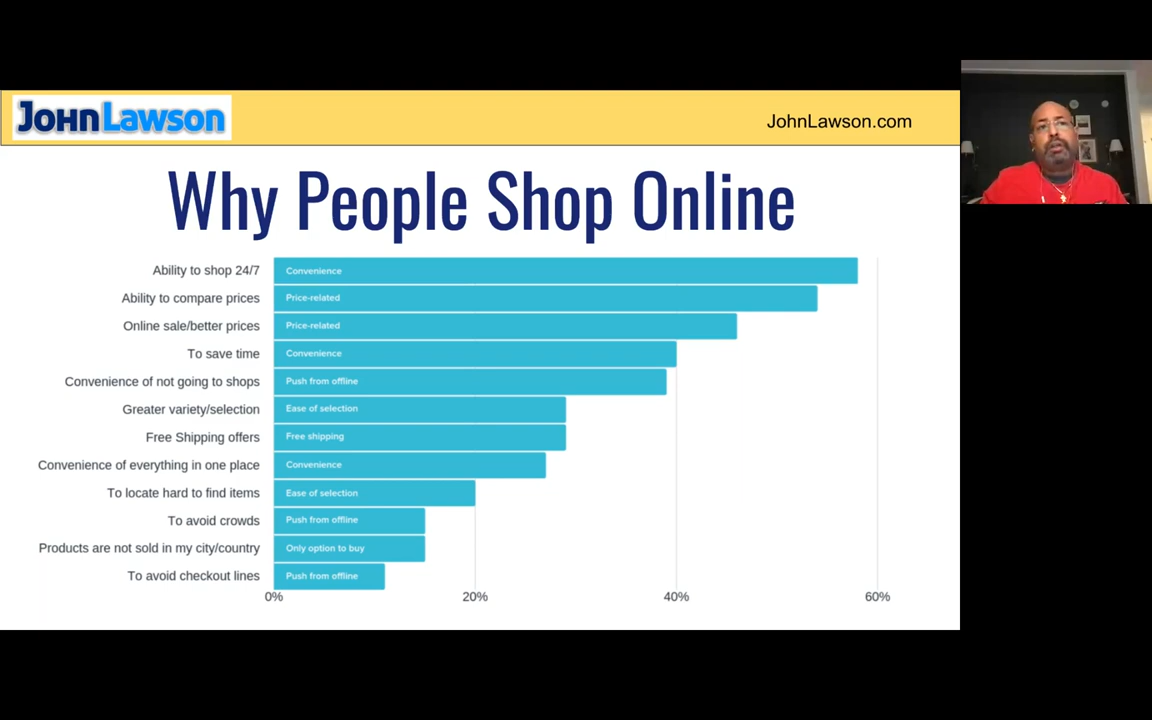 JohnLawson
JohnLawson.com
Why People Shop Online
Ability to shop 24/7 Convenience
Ability to compare prices Price-related
Online sale/better prices Price-related
To save time Convenience
Convenience of not going to shops Push from offline
Greater variety/selection Ease of selection
Free Shipping offers Free shipping
Convenience of everything in one place Convenience
To locate hard to find items Ease of selection
To avoid crowds Push from offline
Products are not sold in my city/country Only option to buy
To avoid checkout lines Push from offline
0% 20% 40% 60%